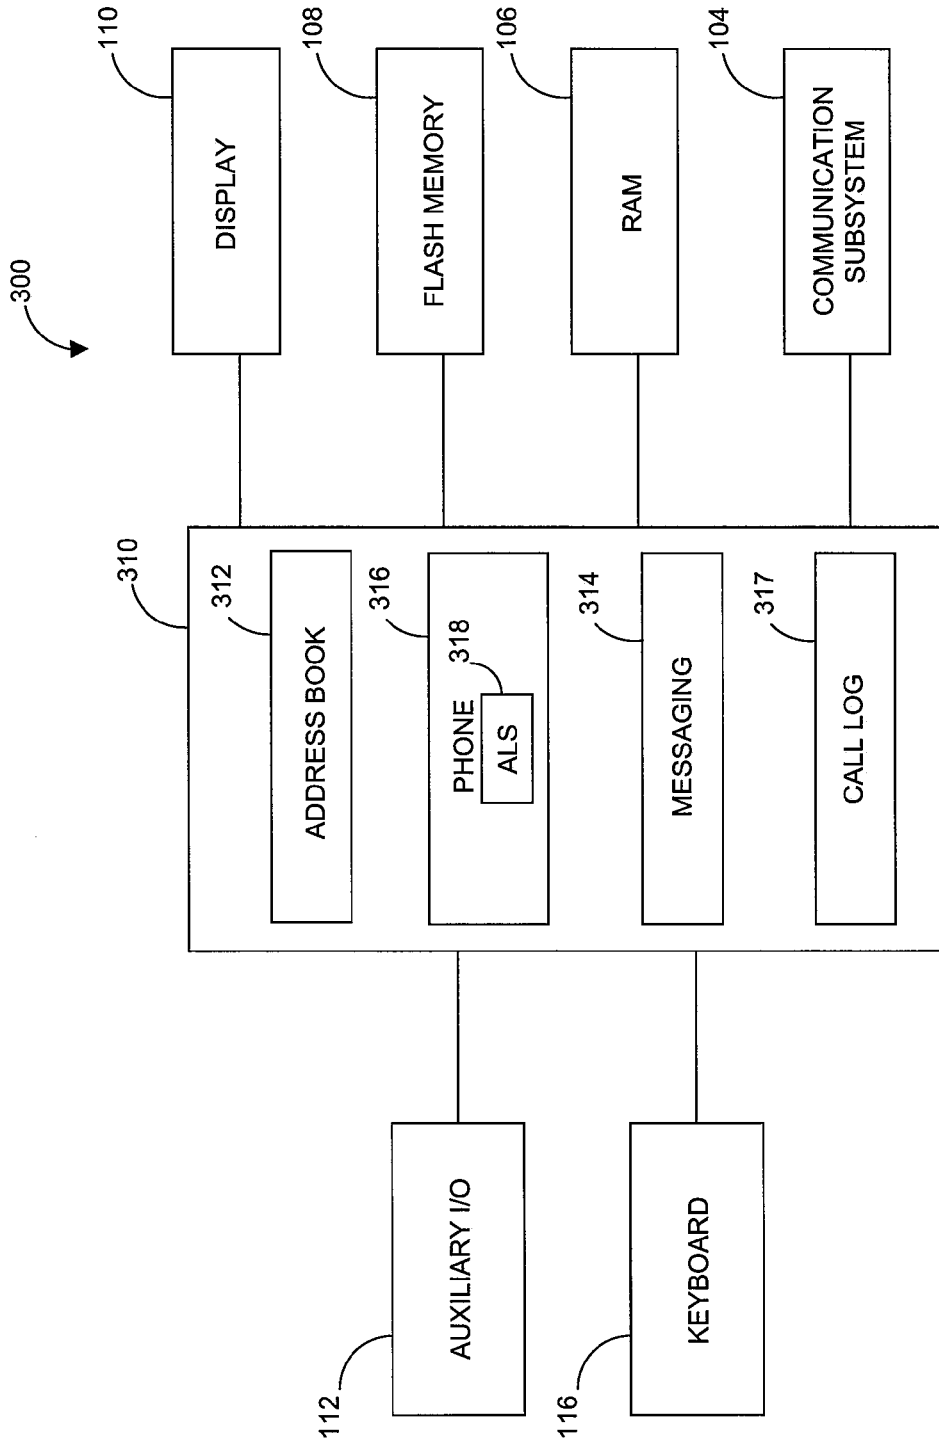 300
110
DISPLAY
108
FLASH MEMORY
106
RAM
104
COMMUNICATION
SUBSYSTEM
310
312
ADDRESS BOOK
316
PHONE
318
ALS
314
MESSAGING
317
CALL LOG
112
AUXILIARY I/O
116
KEYBOARD